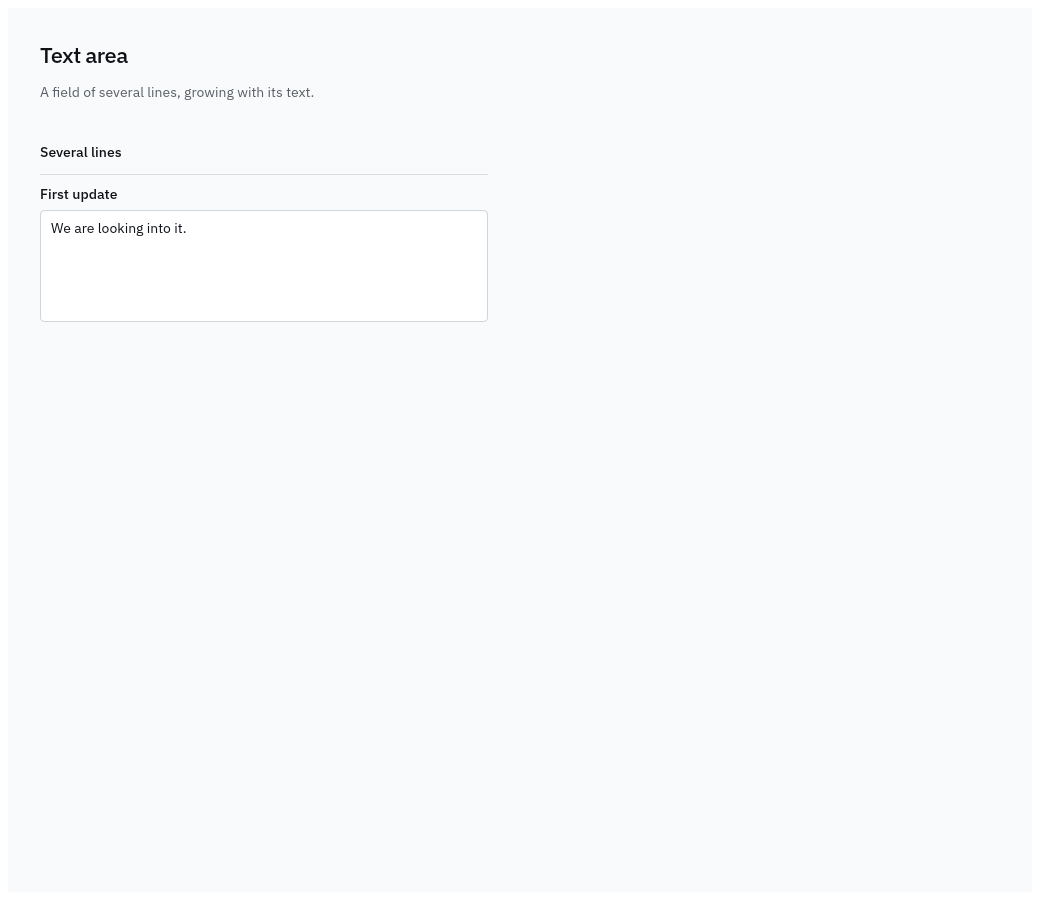 Text area
A field of several lines, growing with its text.
Several lines
First update
We are looking into it.